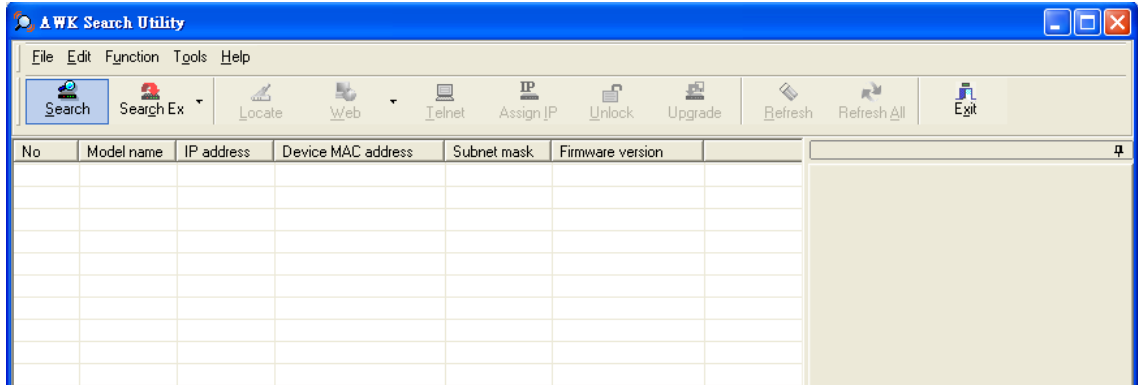 AWK Search Utility
File Edit Function Tools Help
Search Search Ex Locate Web Telnet Assign IP Unlock Upgrade Refresh Refresh All Exit
No Model name IP address Device MAC address Subnet mask Firmware version